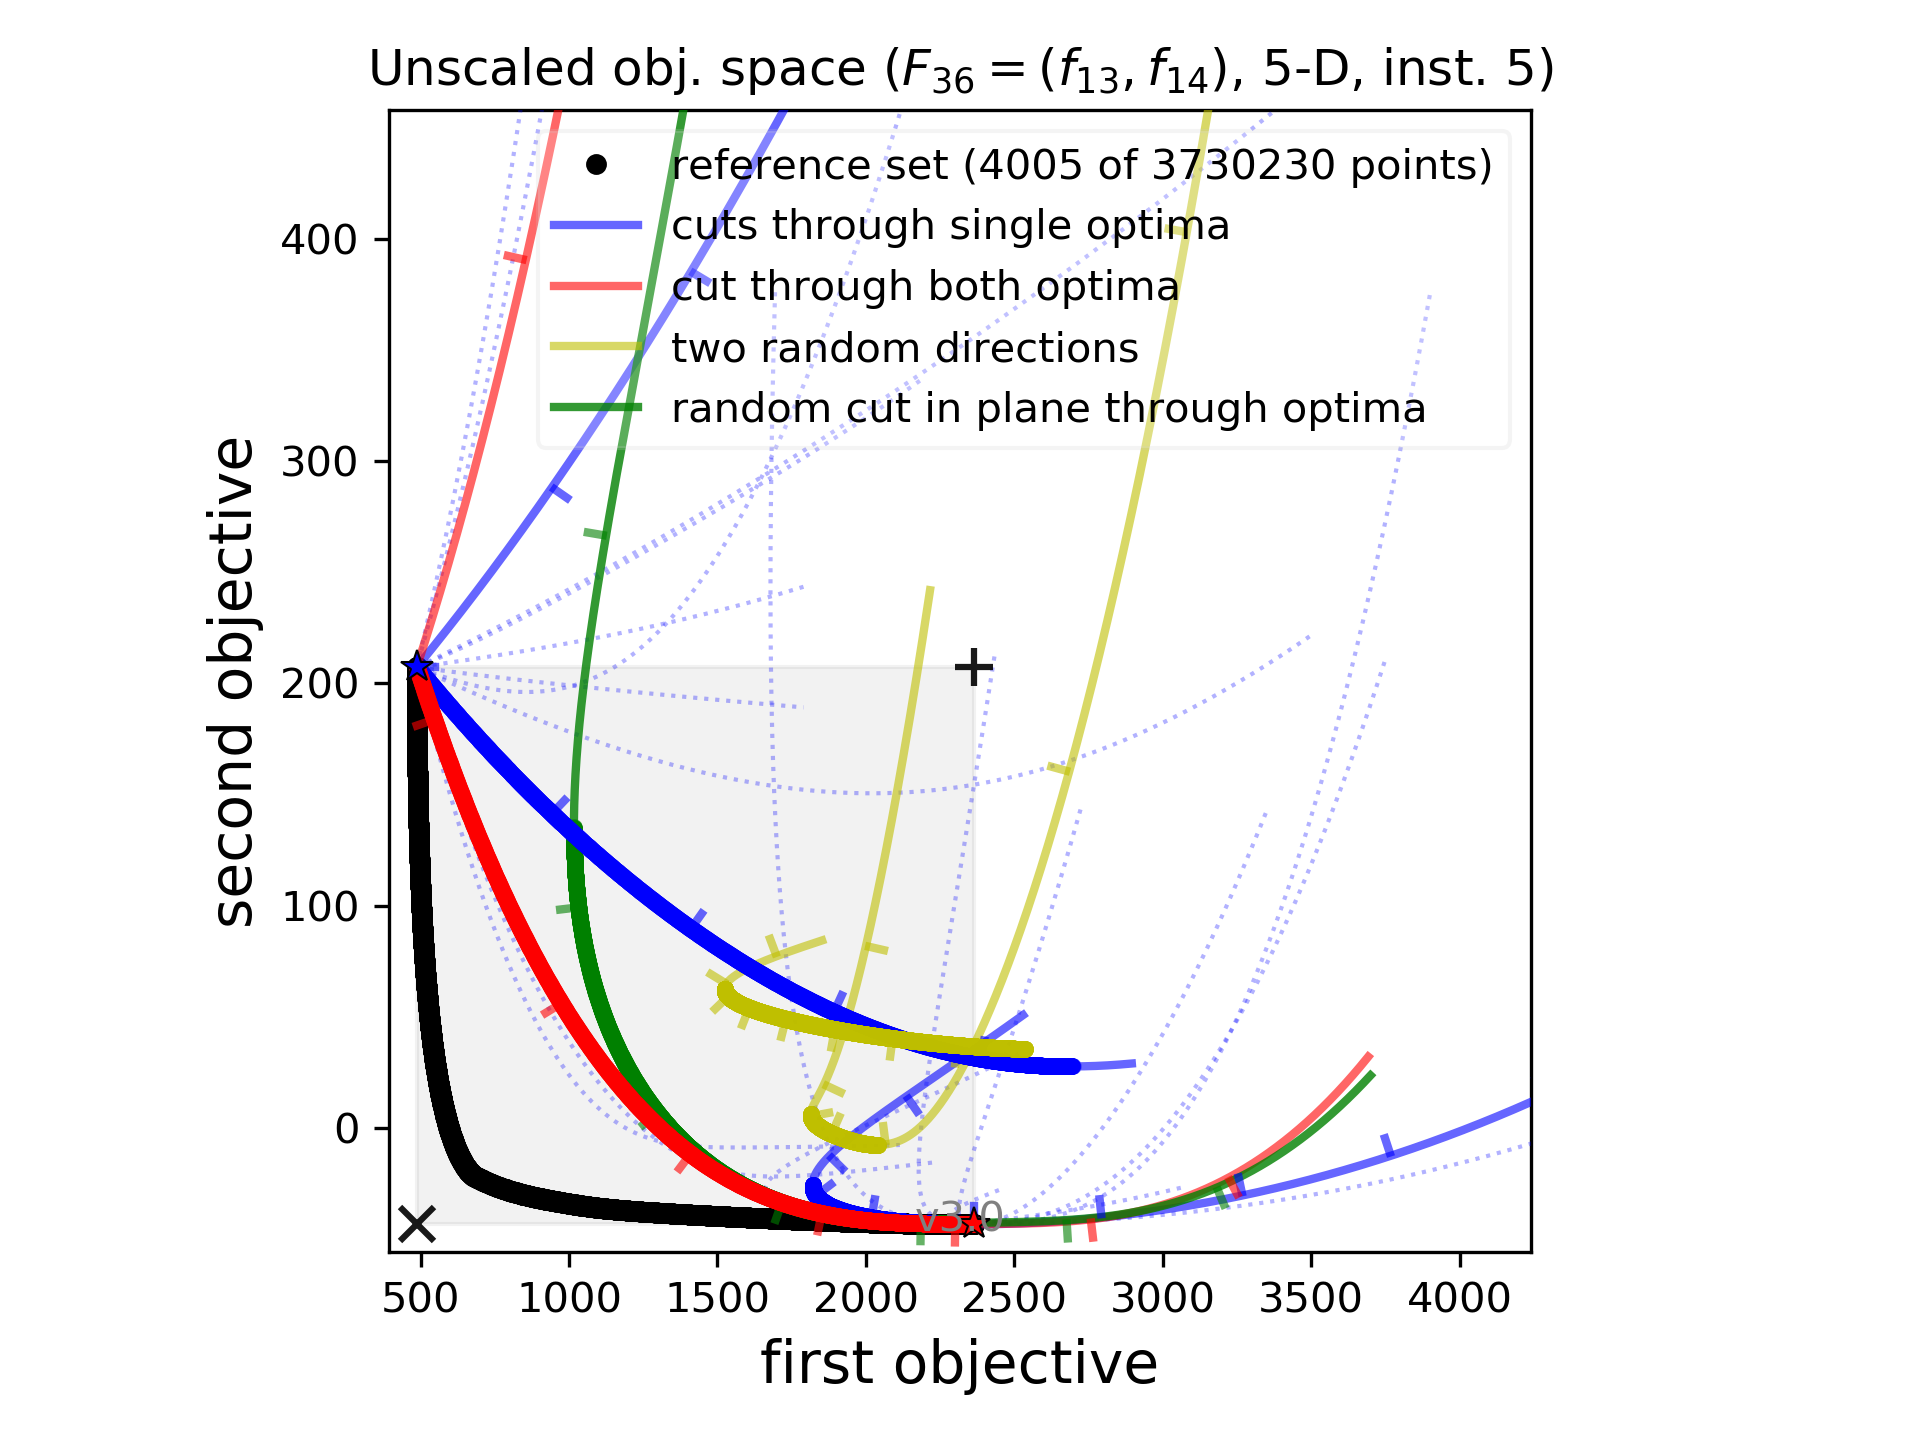 Unscaled obj. space (F₃₆ = (f₁₃, f₁₄), 5-D, inst. 5)
reference set (4005 of 3730230 points)
cuts through single optima
cut through both optima
two random directions
random cut in plane through optima
second objective
400
300
200
100
0
v3.0
500 1000 1500 2000 2500 3000 3500 4000
first objective